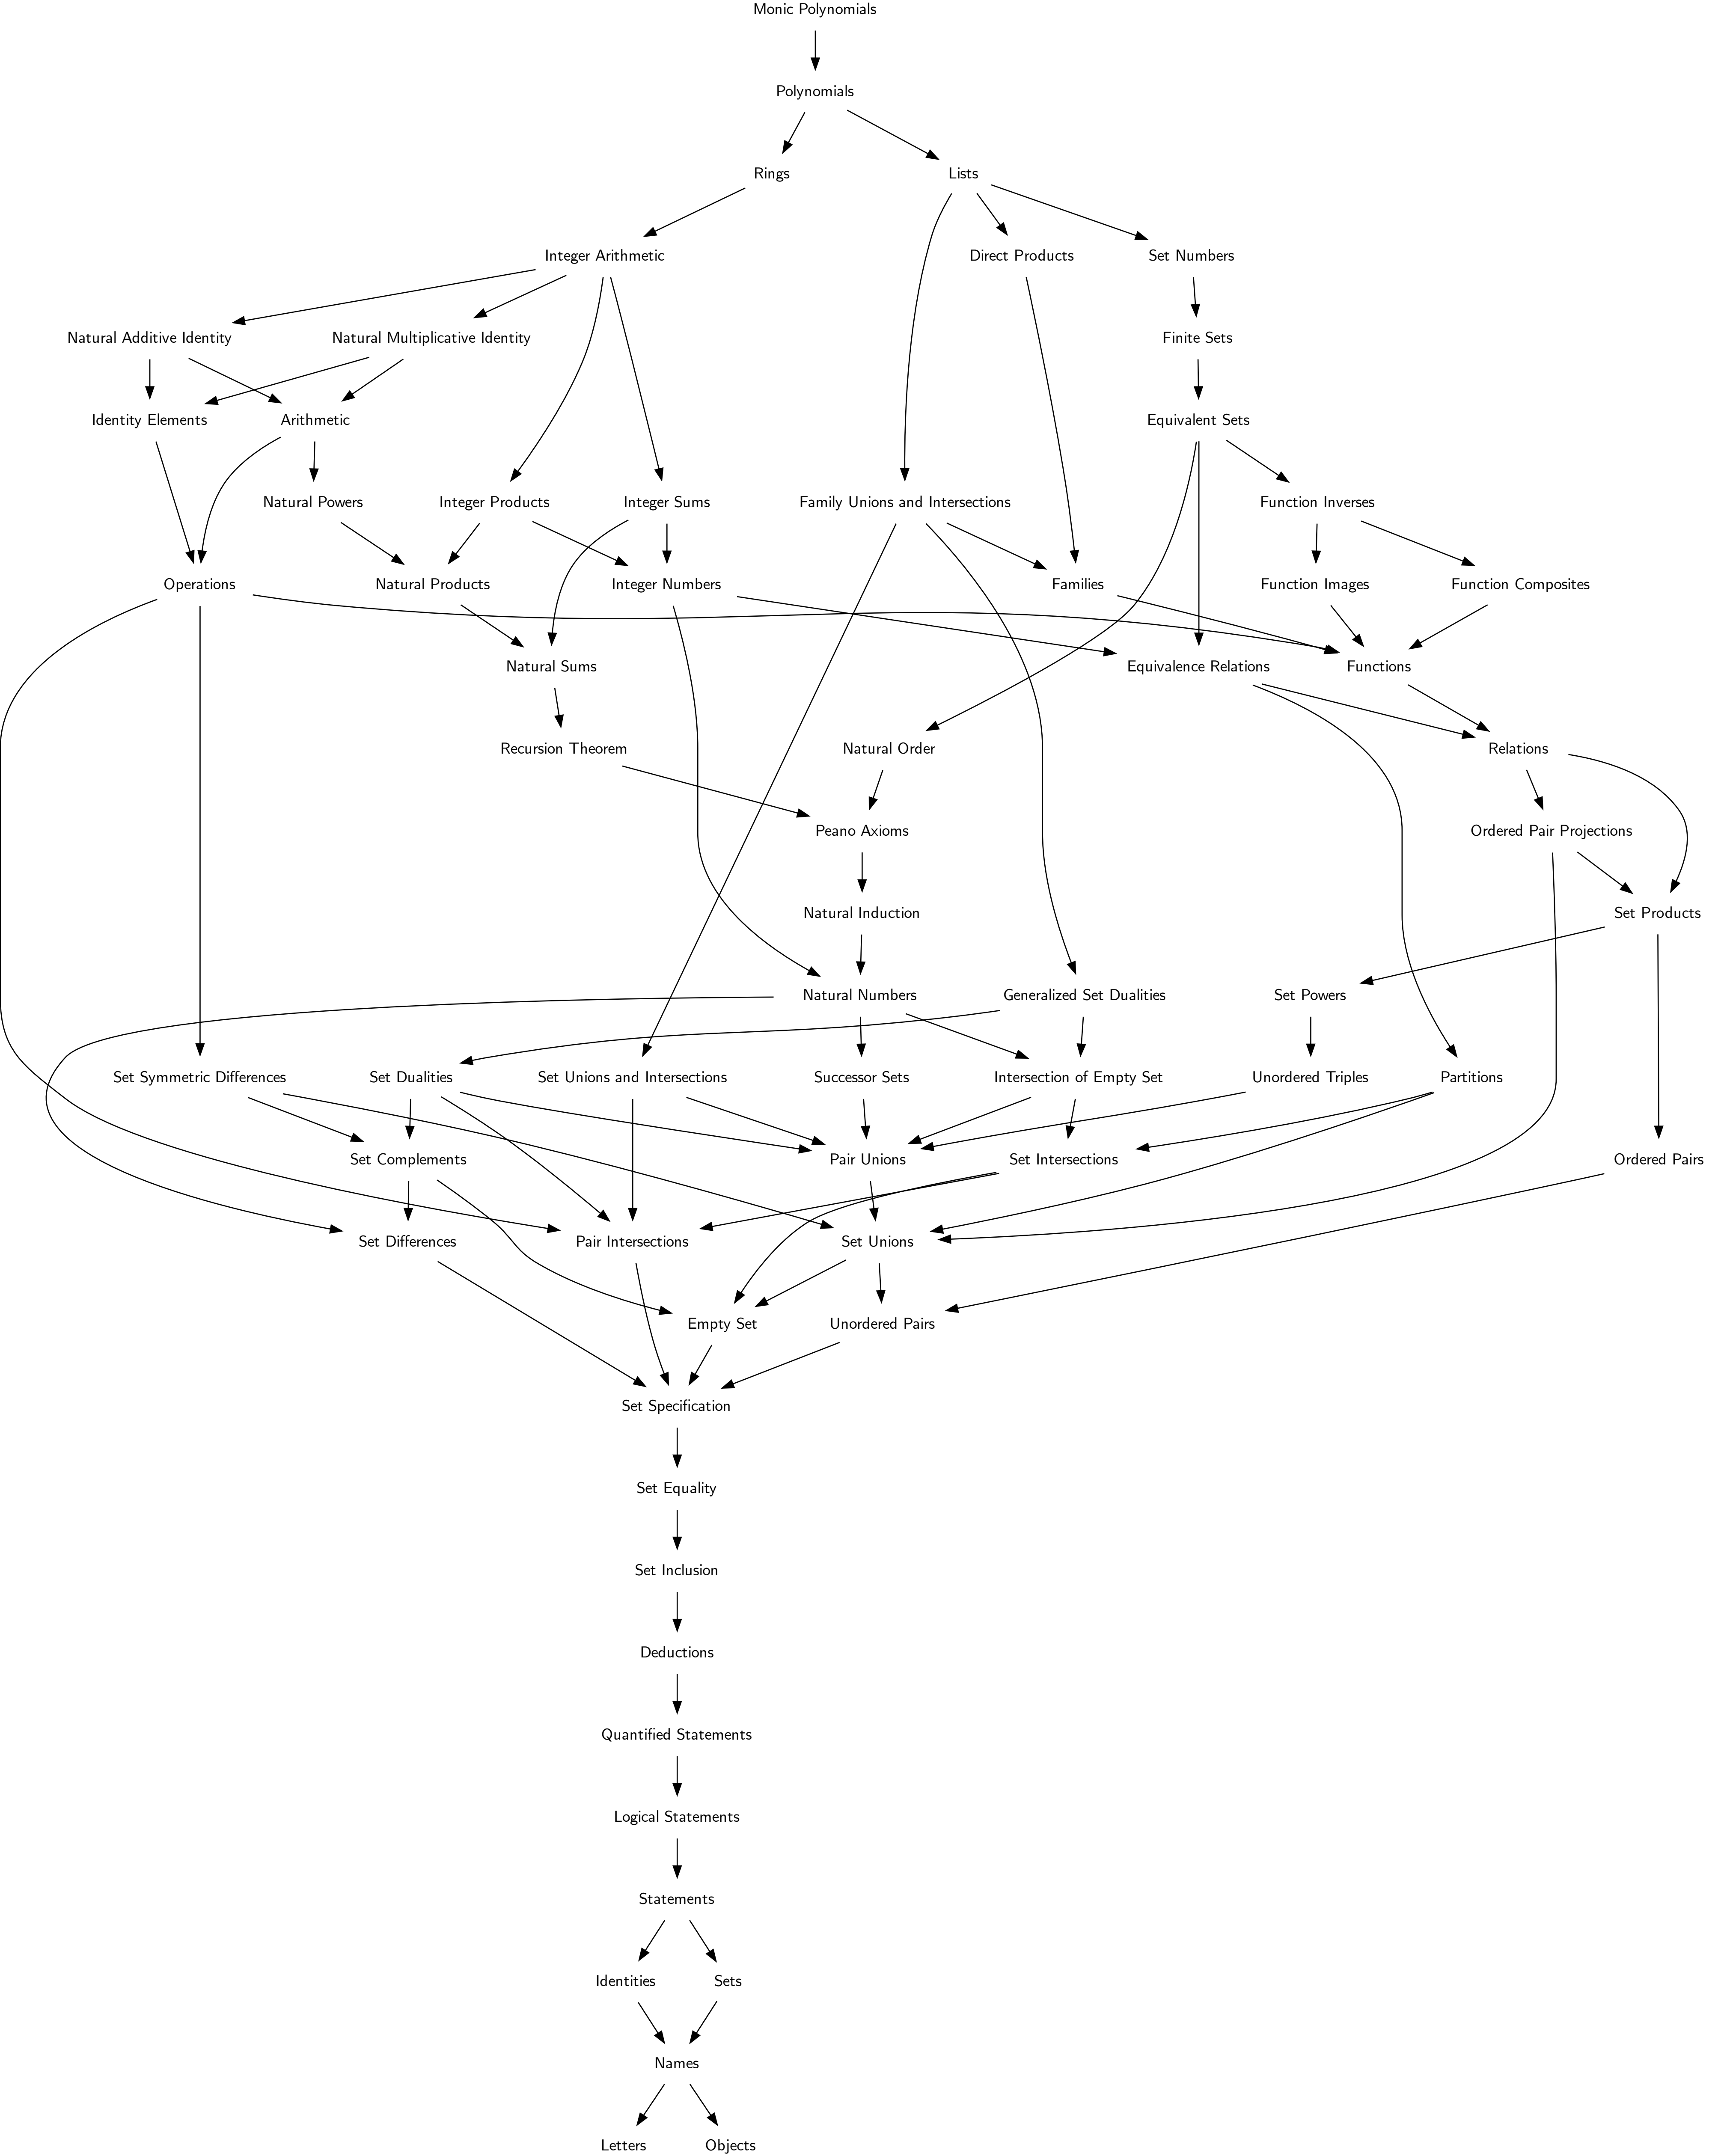 Monic Polynomials
Polynomials
Rings
Lists
Integer Arithmetic
Direct Products
Set Numbers
Natural Additive Identity
Natural Multiplicative Identity
Finite Sets
Identity Elements
Arithmetic
Equivalent Sets
Natural Powers
Integer Products
Integer Sums
Family Unions and Intersections
Function Inverses
Operations
Natural Products
Integer Numbers
Families
Function Images
Function Composites
Natural Sums
Equivalence Relations
Functions
Recursion Theorem
Natural Order
Relations
Peano Axioms
Ordered Pair Projections
Natural Induction
Set Products
Natural Numbers
Generalized Set Dualities
Set Powers
Set Symmetric Differences
Set Dualities
Set Unions and Intersections
Successor Sets
Intersection of Empty Set
Unordered Triples
Partitions
Set Complements
Pair Unions
Set Intersections
Ordered Pairs
Set Differences
Pair Intersections
Set Unions
Empty Set
Unordered Pairs
Set Specification
Set Equality
Set Inclusion
Deductions
Quantified Statements
Logical Statements
Statements
Identities
Sets
Names
Letters
Objects